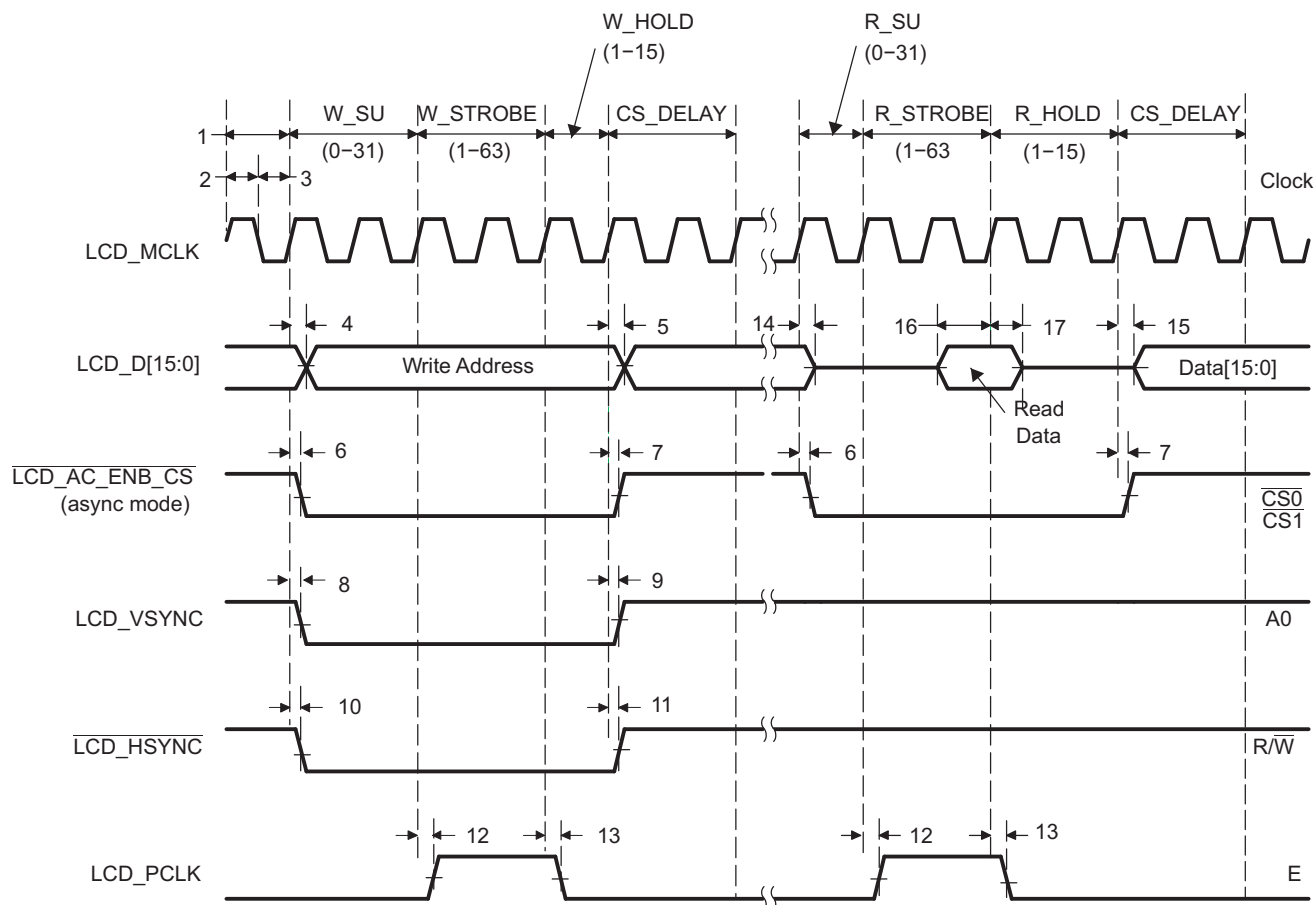 W_HOLD
(1−15)
R_SU
(0−31)
W_SU
(0−31)
W_STROBE
(1−63)
CS_DELAY
R_STROBE
(1−63
R_HOLD
(1−15)
CS_DELAY
1
2
3
Clock
LCD_MCLK
4
5
14
16
17
15
LCD_D[15:0]
Write Address
Data[15:0]
Read
Data
6
7
6
7
LCD_AC_ENB_CS
(async mode)
CS0
CS1
8
9
LCD_VSYNC
A0
10
11
LCD_HSYNC
R/W
12
13
12
13
LCD_PCLK
E